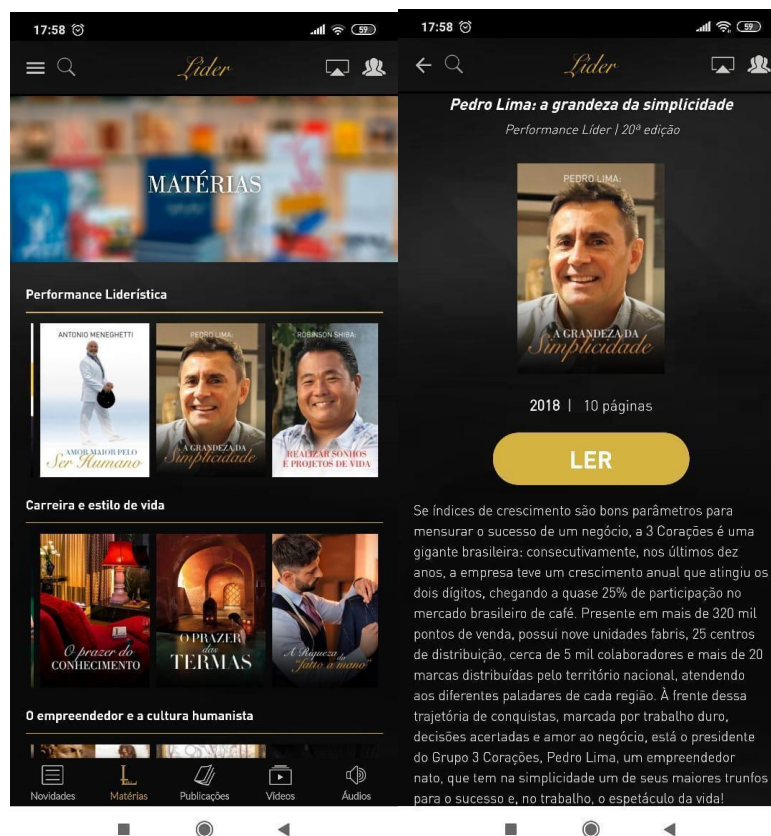 17:58
59
Líder
MATÉRIAS
Performance Liderística
ANTONIO MENEGHETTI
AMOR MAIOR PELO
Ser Humano
PEDRO LIMA:
A GRANDEZA DA
Simplicidade
ROBINSON SHIBA:
REALIZAR SONHOS
E PROJETOS DE VIDA
Carreira e estilo de vida
O prazer do
CONHECIMENTO
O PRAZER
das
TERMAS
A Riqueza do
"fatto a mano"
O empreendedor e a cultura humanista
Novidades
Matérias
Publicações
Vídeos
Áudios
17:58
59
Líder
Pedro Lima: a grandeza da simplicidade
Performance Líder | 20ª edição
PEDRO LIMA:
A GRANDEZA DA
Simplicidade
2018 | 10 páginas
LER
Se índices de crescimento são bons parâmetros para
mensurar o sucesso de um negócio, a 3 Corações é uma
gigante brasileira: consecutivamente, nos últimos dez
anos, a empresa teve um crescimento anual que atingiu os
dois dígitos, chegando a quase 25% de participação no
mercado brasileiro de café. Presente em mais de 320 mil
pontos de venda, possui nove unidades fabris, 25 centros
de distribuição, cerca de 5 mil colaboradores e mais de 20
marcas distribuídas pelo território nacional, atendendo
aos diferentes paladares de cada região. À frente dessa
trajetória de conquistas, marcada por trabalho duro,
decisões acertadas e amor ao negócio, está o presidente
do Grupo 3 Corações, Pedro Lima, um empreendedor
nato, que tem na simplicidade um de seus maiores trunfos
para o sucesso e, no trabalho, o espetáculo da vida!